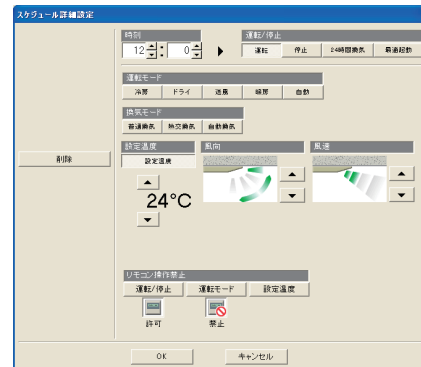 スケジュール詳細設定
時刻
運転/停止
12 : 0
運転 停止 24時間換気 最適起動
運転モード
冷房 ドライ 送風 暖房 自動
換気モード
普通換気 熱交換気 自動換気
設定温度 風向 風速
設定温度
削除
24°C
リモコン操作禁止
運転/停止 運転モード 設定温度
許可 禁止
OK キャンセル